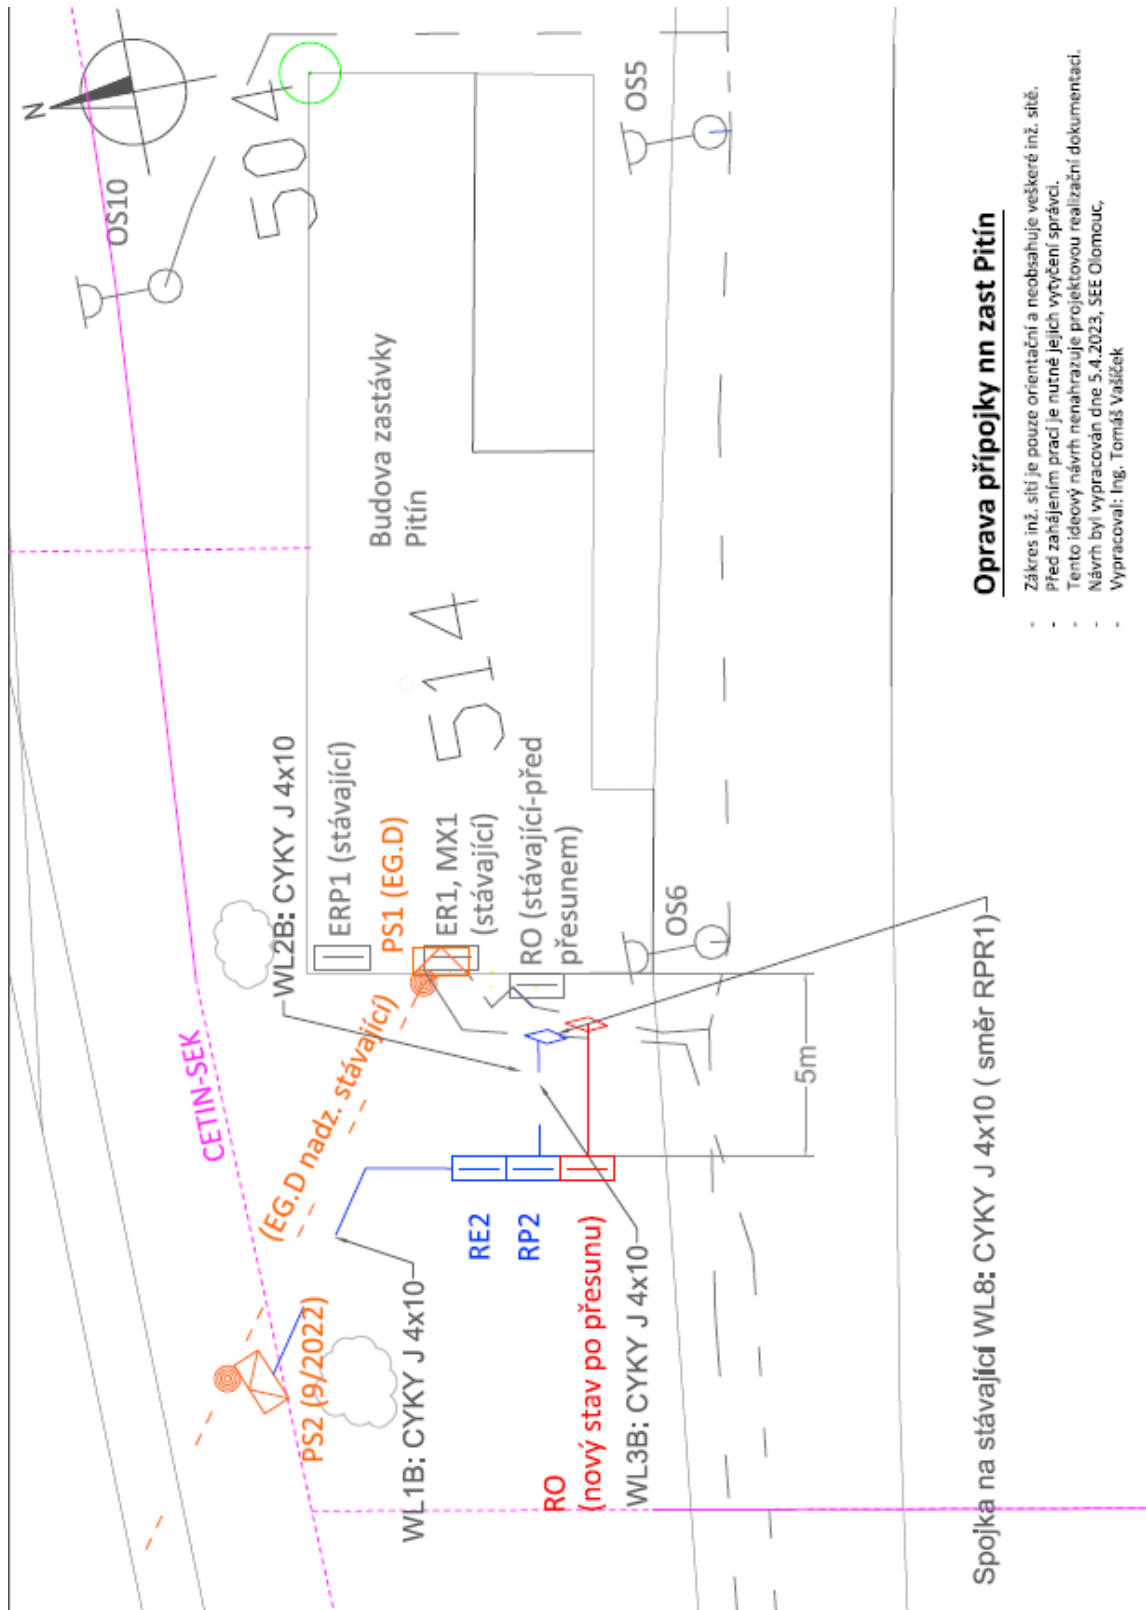 N
OS10
504
OS5
Budova zastávky
Pitín
514
CETIN-SEK
WL2B: CYKY J 4x10
ERP1 (stávající)
PS1 (EG.D)
ER1, MX1
(stávající)
RO (stávající-před
přesunem)
OS6
(EG.D nadz. stávající)
5m
PS2 (9/2022)
WL1B: CYKY J 4x10
RE2
RP2
RO
(nový stav po přesunu)
WL3B: CYKY J 4x10
Spojka na stávající WL8: CYKY J 4x10 ( směr RPR1)
Oprava přípojky nn zast Pitín
- Zákres inž. sítí je pouze orientační a neobsahuje veškeré inž. sítě.
- Před zahájením prací je nutné jejich vytyčení správci.
- Tento ideový návrh nenahrazuje projektovou realizační dokumentaci.
- Návrh byl vypracován dne 5.4.2023, SEE Olomouc,
- Vypracoval: Ing. Tomáš Vašíček